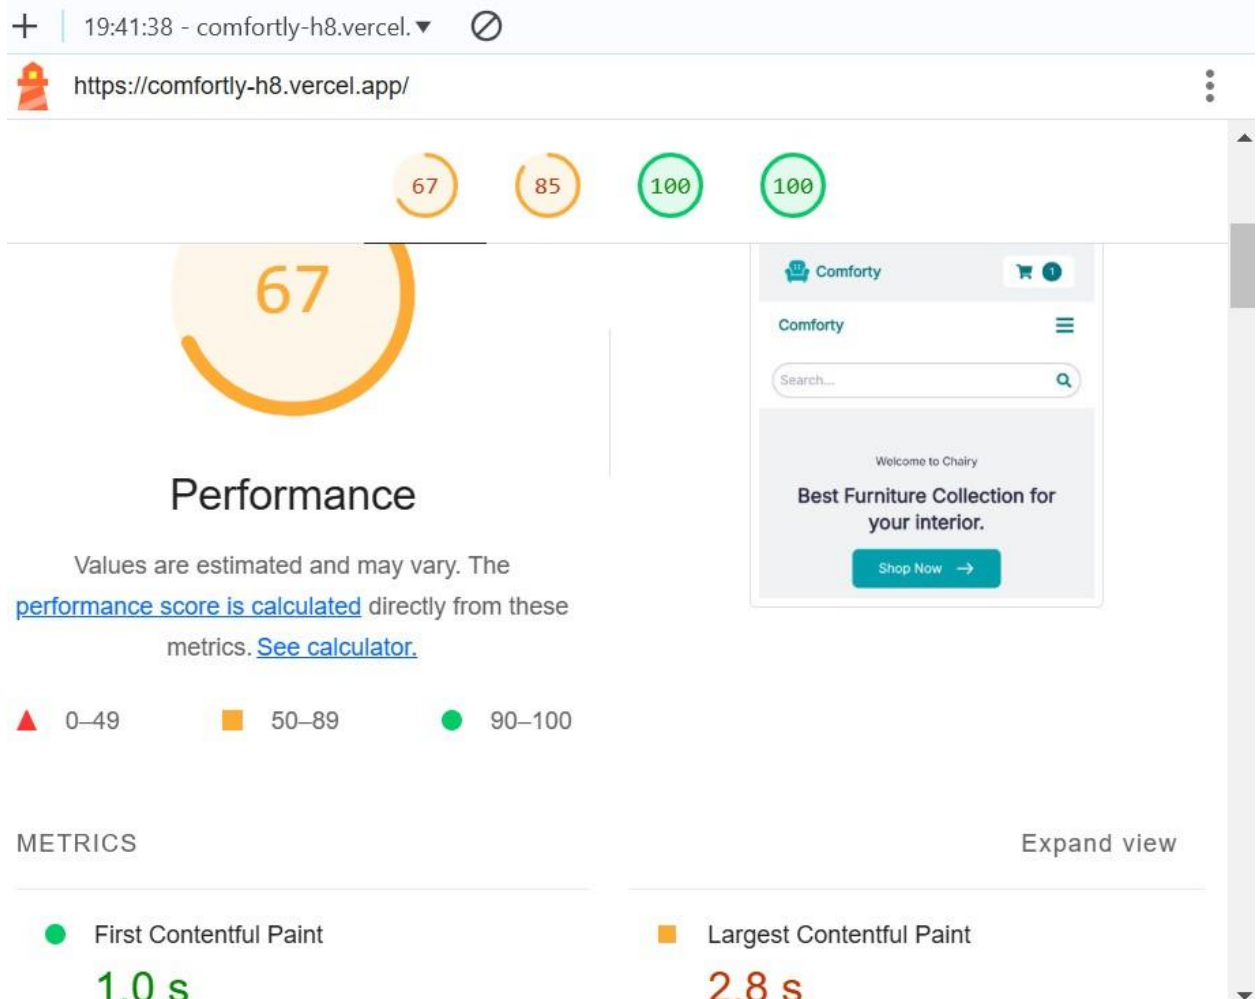 19:41:38 - comfortly-h8.vercel.
https://comfortly-h8.vercel.app/
67 85 100 100
67
Performance
Values are estimated and may vary. The
performance score is calculated directly from these
metrics. See calculator.
0–49 50–89 90–100
Comforty 1
Comforty
Search...
Welcome to Chairy
Best Furniture Collection for
your interior.
Shop Now
METRICS Expand view
First Contentful Paint
1.0 s
Largest Contentful Paint
2.8 s